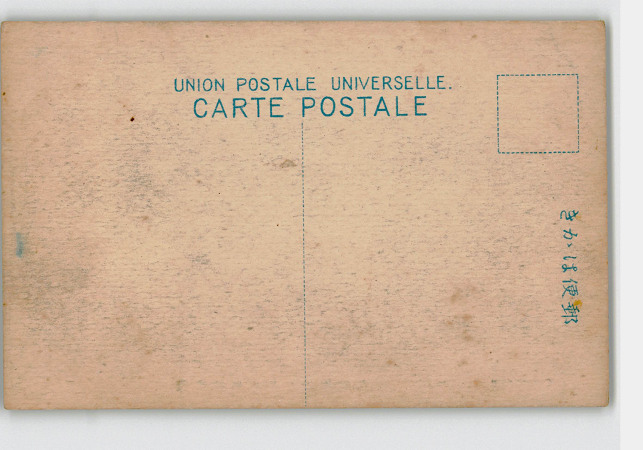 UNION POSTALE UNIVERSELLE.
CARTE POSTALE
郵便はかき